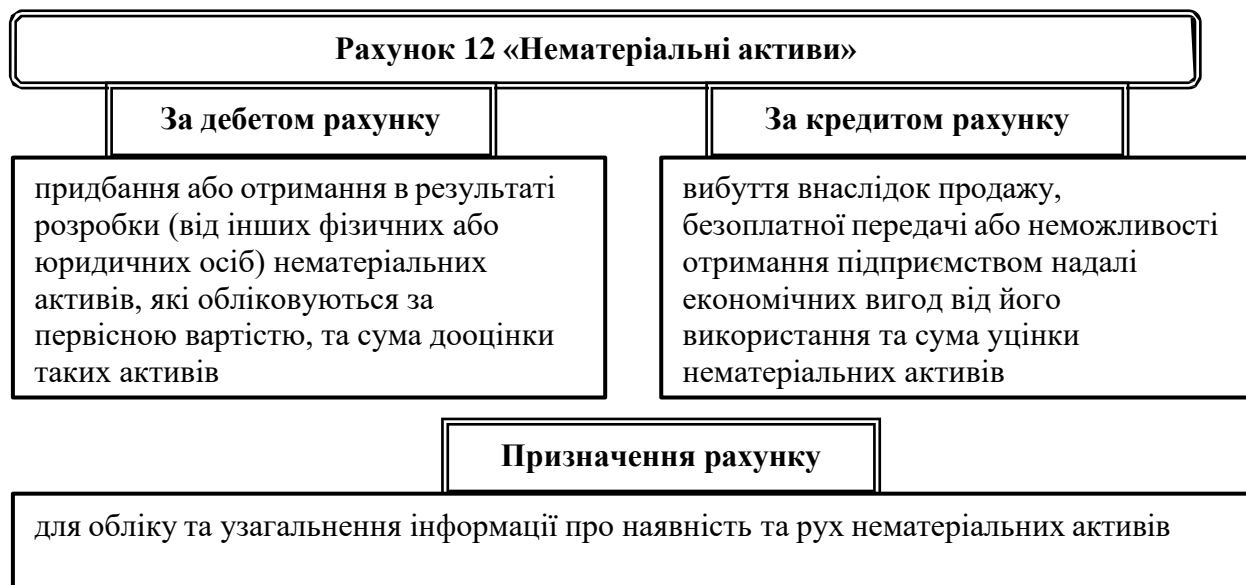 Рахунок 12 «Нематеріальні активи»
За дебетом рахунку
придбання або отримання в результаті
розробки (від інших фізичних або
юридичних осіб) нематеріальних
активів, які обліковуються за
первісною вартістю, та сума дооцінки
таких активів
За кредитом рахунку
вибуття внаслідок продажу,
безоплатної передачі або неможливості
отримання підприємством надалі
економічних вигод від його
використання та сума уцінки
нематеріальних активів
Призначення рахунку
для обліку та узагальнення інформації про наявність та рух нематеріальних активів